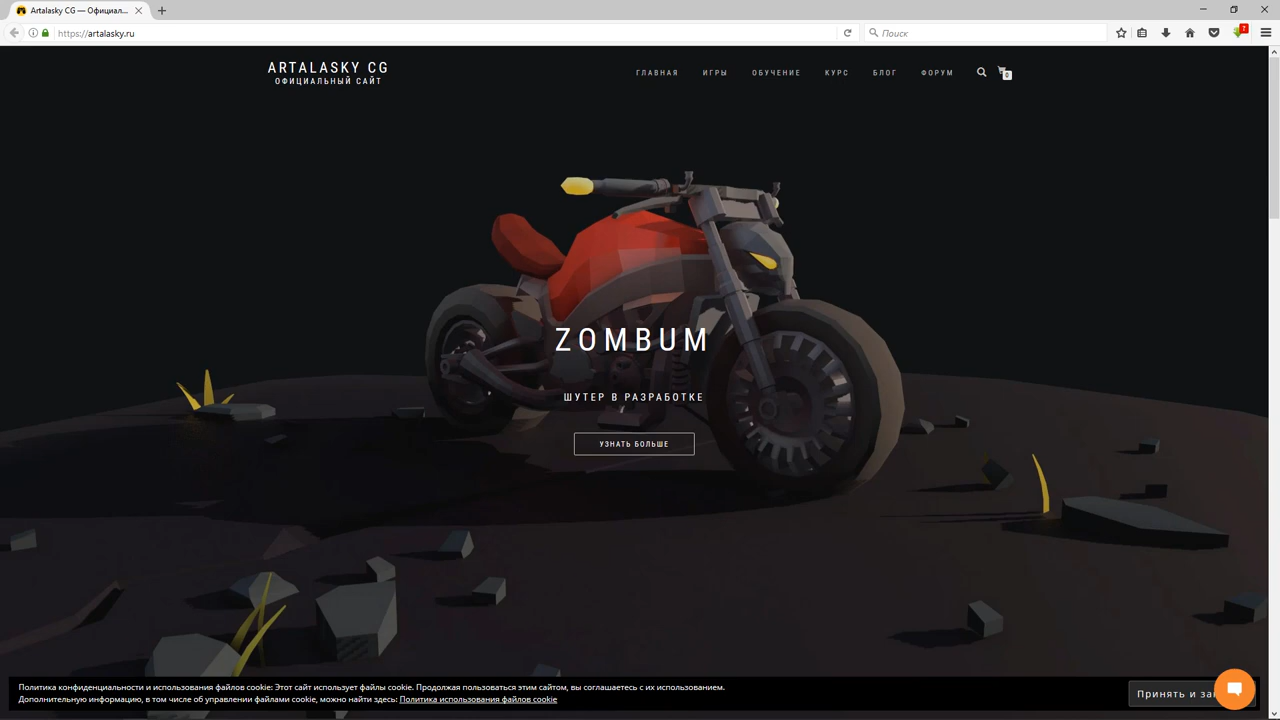 Artalasky CG — Официал...
https://artalasky.ru
Поиск
7
ARTALASKY CG
ОФИЦИАЛЬНЫЙ САЙТ
ГЛАВНАЯ ИГРЫ ОБУЧЕНИЕ КУРС БЛОГ ФОРУМ
0
ZOMBUM
ШУТЕР В РАЗРАБОТКЕ
УЗНАТЬ БОЛЬШЕ
Политика конфиденциальности и использования файлов cookie: Этот сайт использует файлы cookie. Продолжая пользоваться этим сайтом, вы соглашаетесь с их использованием.
Дополнительную информацию, в том числе об управлении файлами cookie, можно найти здесь: Политика использования файлов cookie
Принять и